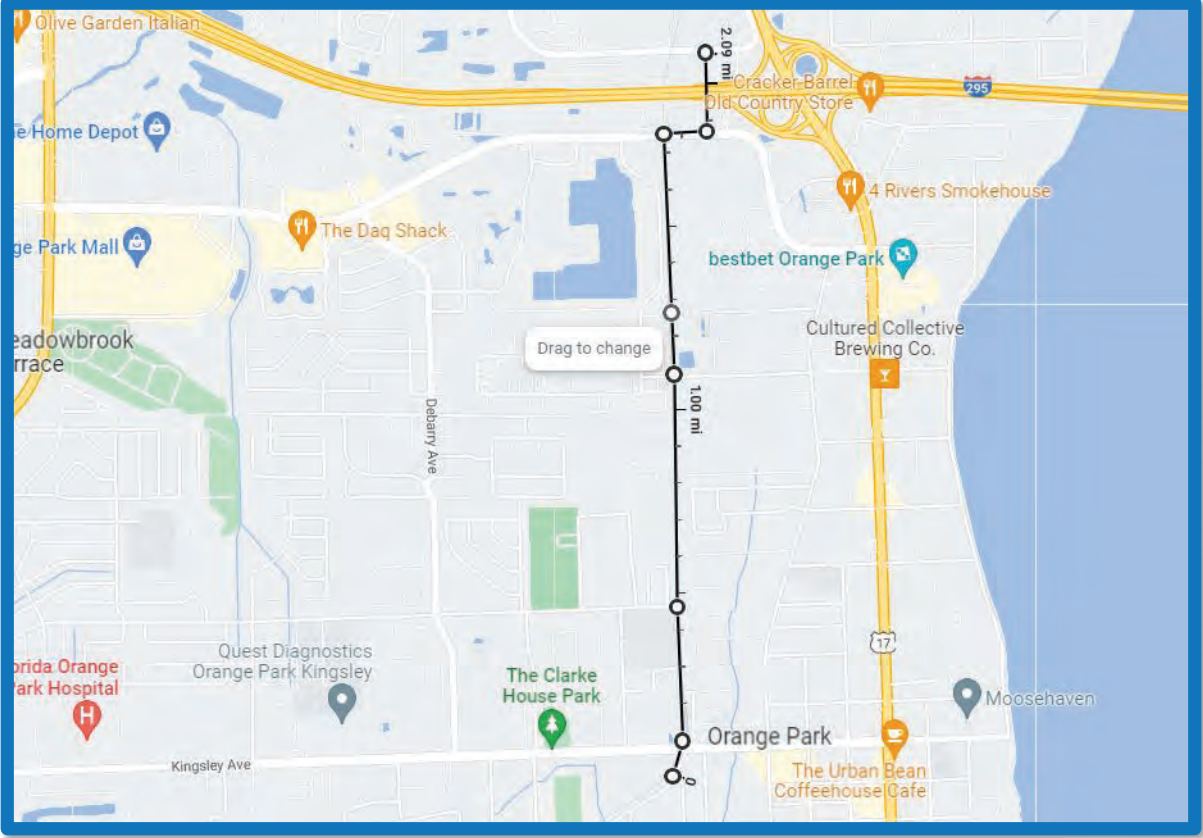 Olive Garden Italian
2.09 mi
Cracker Barrel
Old Country Store
295
e Home Depot
4 Rivers Smokehouse
The Daq Shack
ge Park Mall
bestbet Orange Park
Cultured Collective
Brewing Co.
eadowbrook
rrace
Drag to change
1.00 mi
Debarry Ave
17
Quest Diagnostics
Orange Park Kingsley
orida Orange
Park Hospital
H
The Clarke
House Park
Moosehaven
Orange Park
Kingsley Ave
The Urban Bean
Coffeehouse Cafe
0